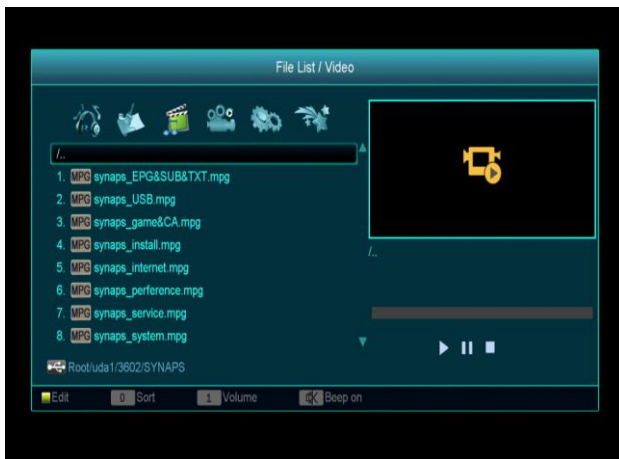 File List / Video
/..
1. MPG synaps_EPG&SUB&TXT.mpg
2. MPG synaps_USB.mpg
3. MPG synaps_game&CA.mpg
4. MPG synaps_install.mpg
5. MPG synaps_internet.mpg
6. MPG synaps_perference.mpg
7. MPG synaps_service.mpg
8. MPG synaps_system.mpg
/..
Root/uda1/3602/SYNAPS
Edit 0 Sort 1 Volume Beep on